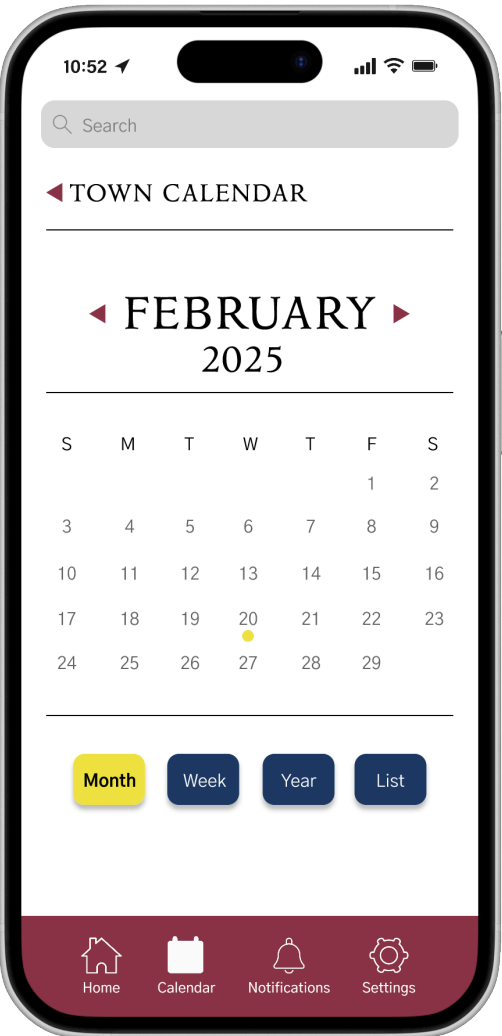 10:52
Search
TOWN CALENDAR
FEBRUARY
2025
S M T W T F S
1 2
3 4 5 6 7 8 9
10 11 12 13 14 15 16
17 18 19 20 21 22 23
24 25 26 27 28 29
Month Week Year List
Home Calendar Notifications Settings